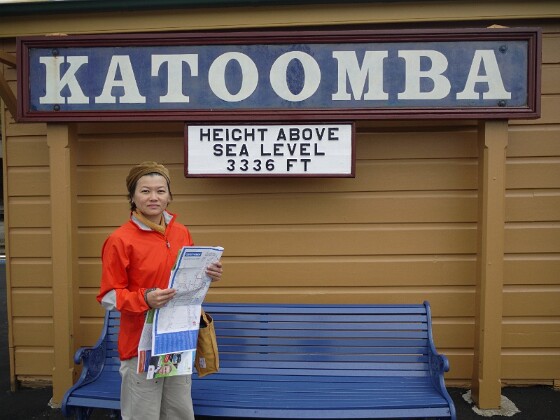 KATOOMBA
HEIGHT ABOVE
SEA LEVEL
3336 FT